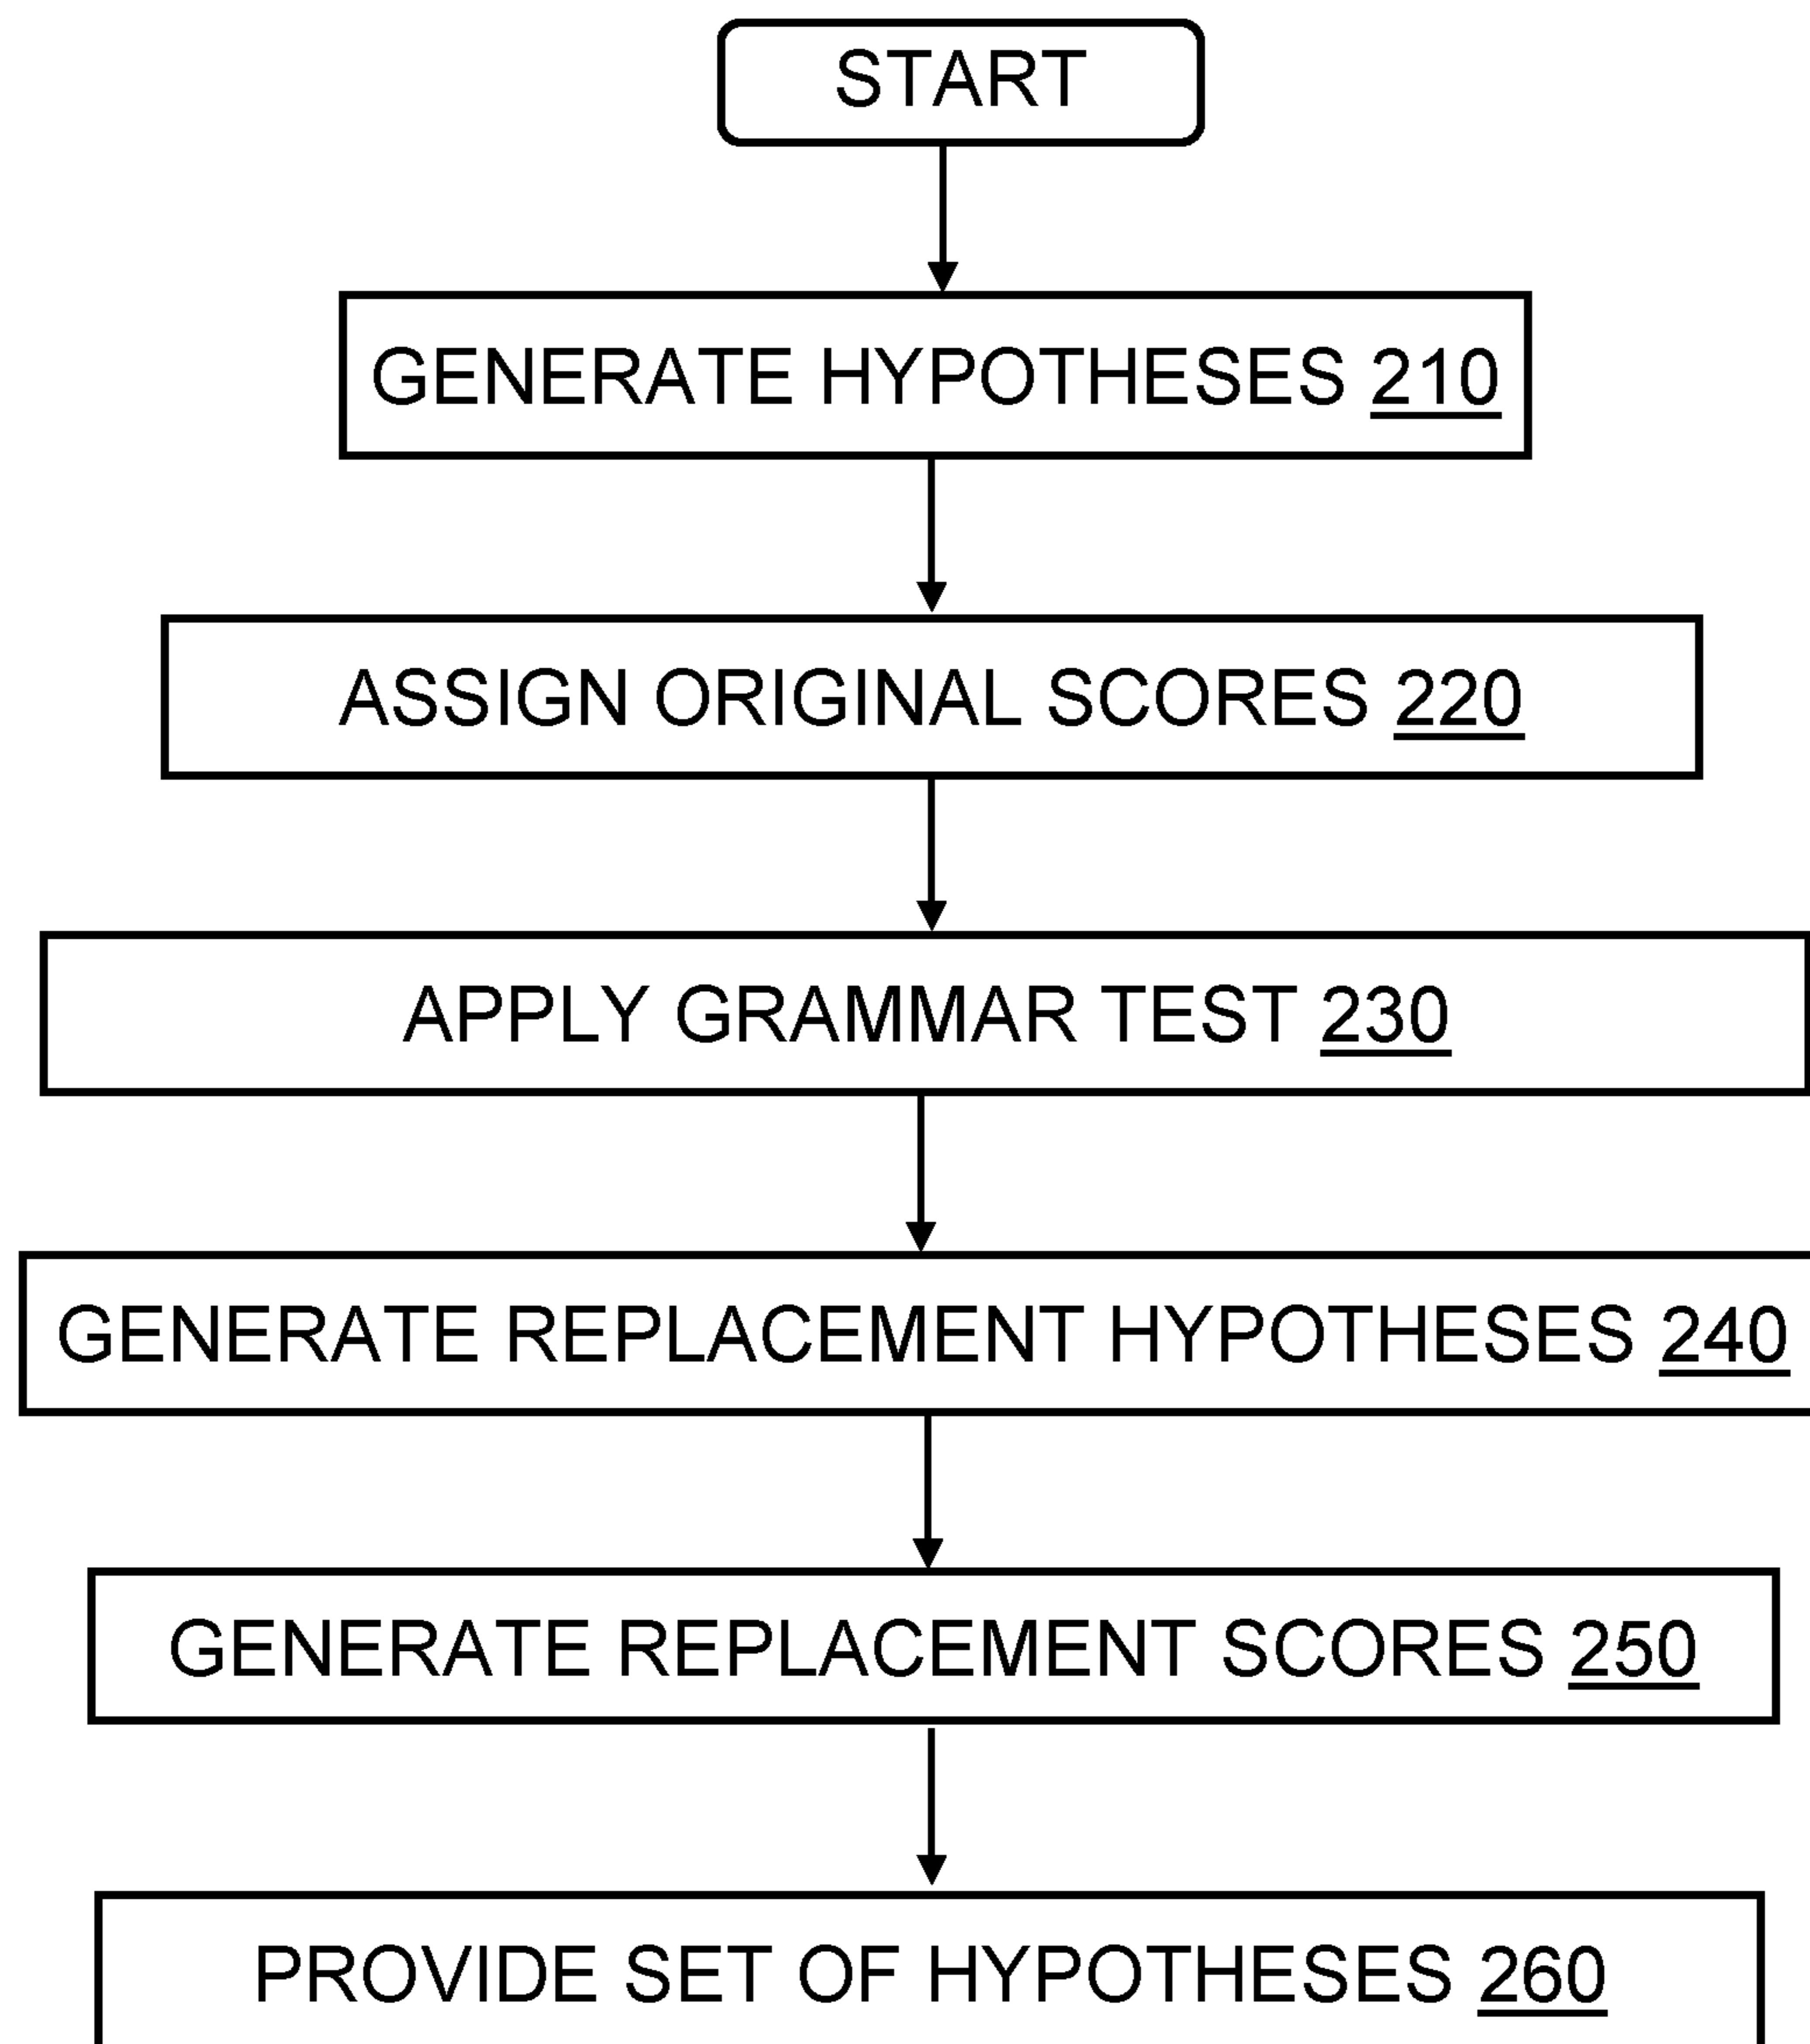 START
GENERATE HYPOTHESES 210
ASSIGN ORIGINAL SCORES 220
APPLY GRAMMAR TEST 230
GENERATE REPLACEMENT HYPOTHESES 240
GENERATE REPLACEMENT SCORES 250
PROVIDE SET OF HYPOTHESES 260